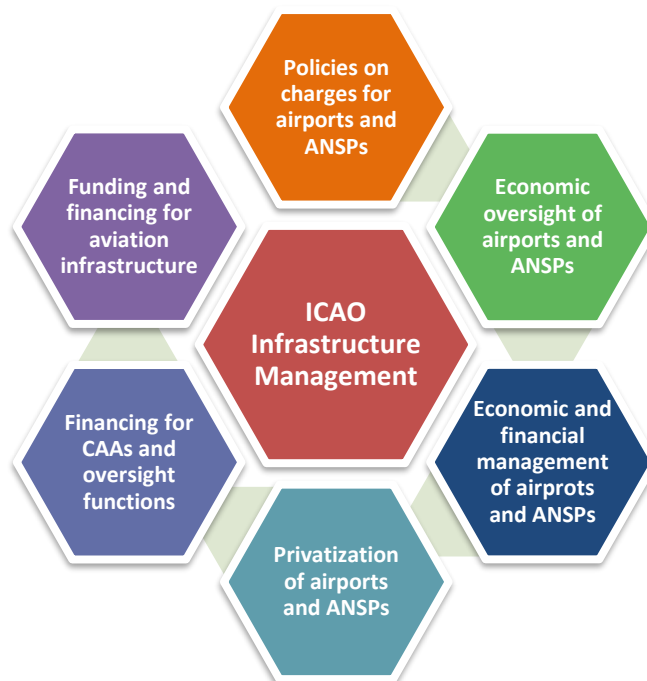 Policies on
charges for
airports and
ANSPs
Funding and
financing for
aviation
infrastructure
Economic
oversight of
airports and
ANSPs
ICAO
Infrastructure
Management
Financing for
CAAs and
oversight
functions
Economic and
financial
management
of airprots
and ANSPs
Privatization
of airports
and ANSPs